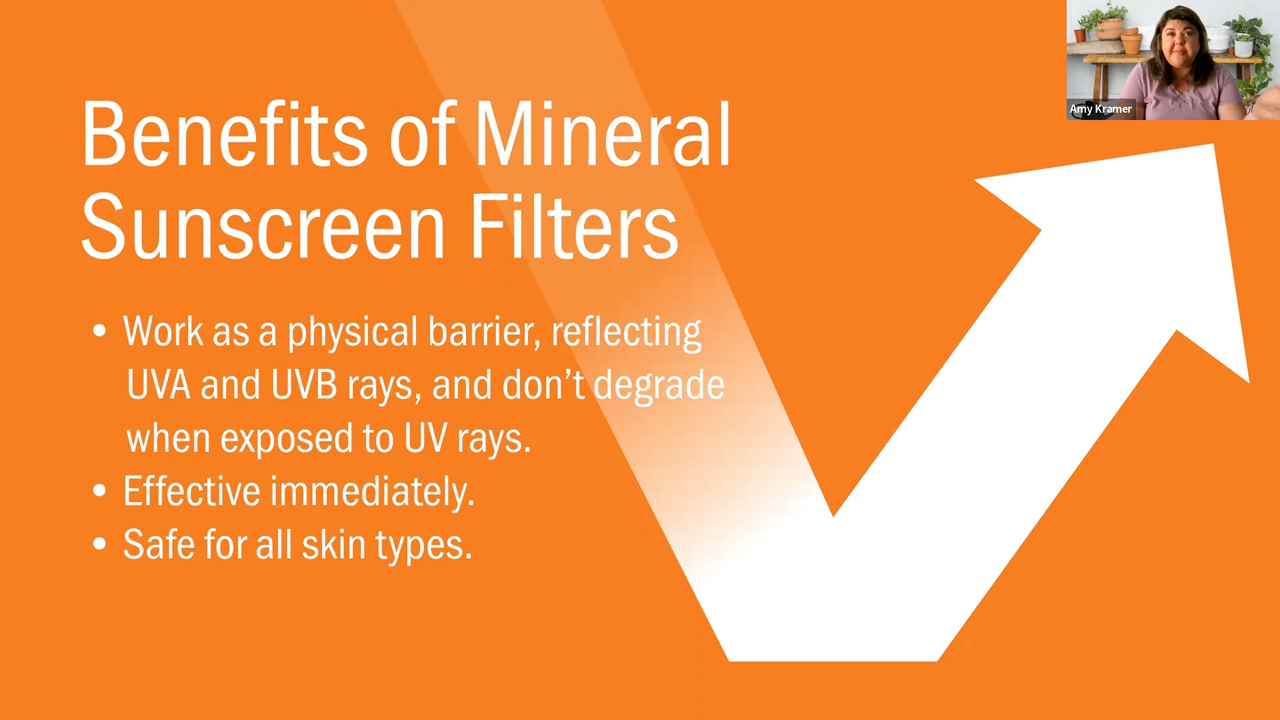 Benefits of Mineral
Sunscreen Filters
• Work as a physical barrier, reflecting
UVA and UVB rays, and don't degrade
when exposed to UV rays.
• Effective immediately.
• Safe for all skin types.
Amy Kramer